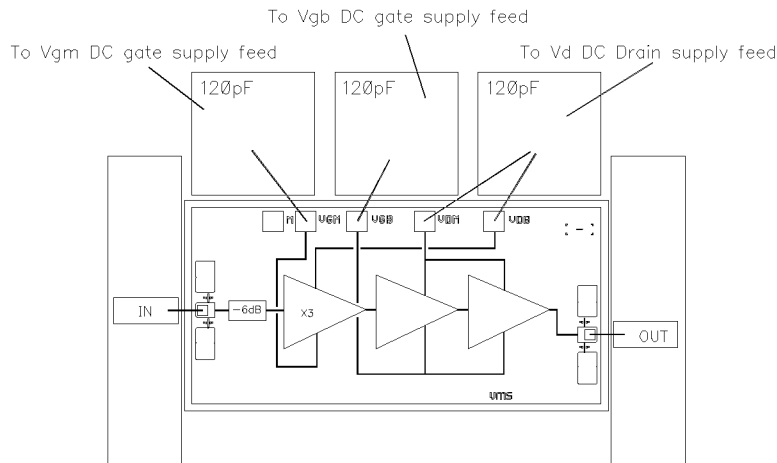 To Vgb DC gate supply feed
To Vgm DC gate supply feed
To Vd DC Drain supply feed
120pF
120pF
120pF
M
VGM
VGB
VDM
VDB
IN
-6dB
X3
OUT
UMS